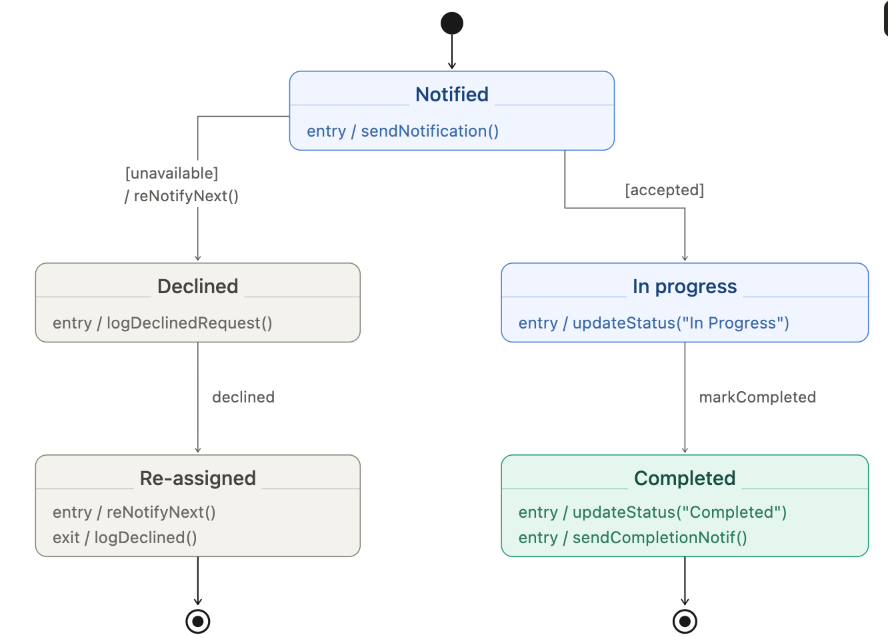 Notified
entry / sendNotification()
[unavailable]
/ reNotifyNext()
[accepted]
Declined
entry / logDeclinedRequest()
In progress
entry / updateStatus("In Progress")
declined
markCompleted
Re-assigned
entry / reNotifyNext()
exit / logDeclined()
Completed
entry / updateStatus("Completed")
entry / sendCompletionNotif()